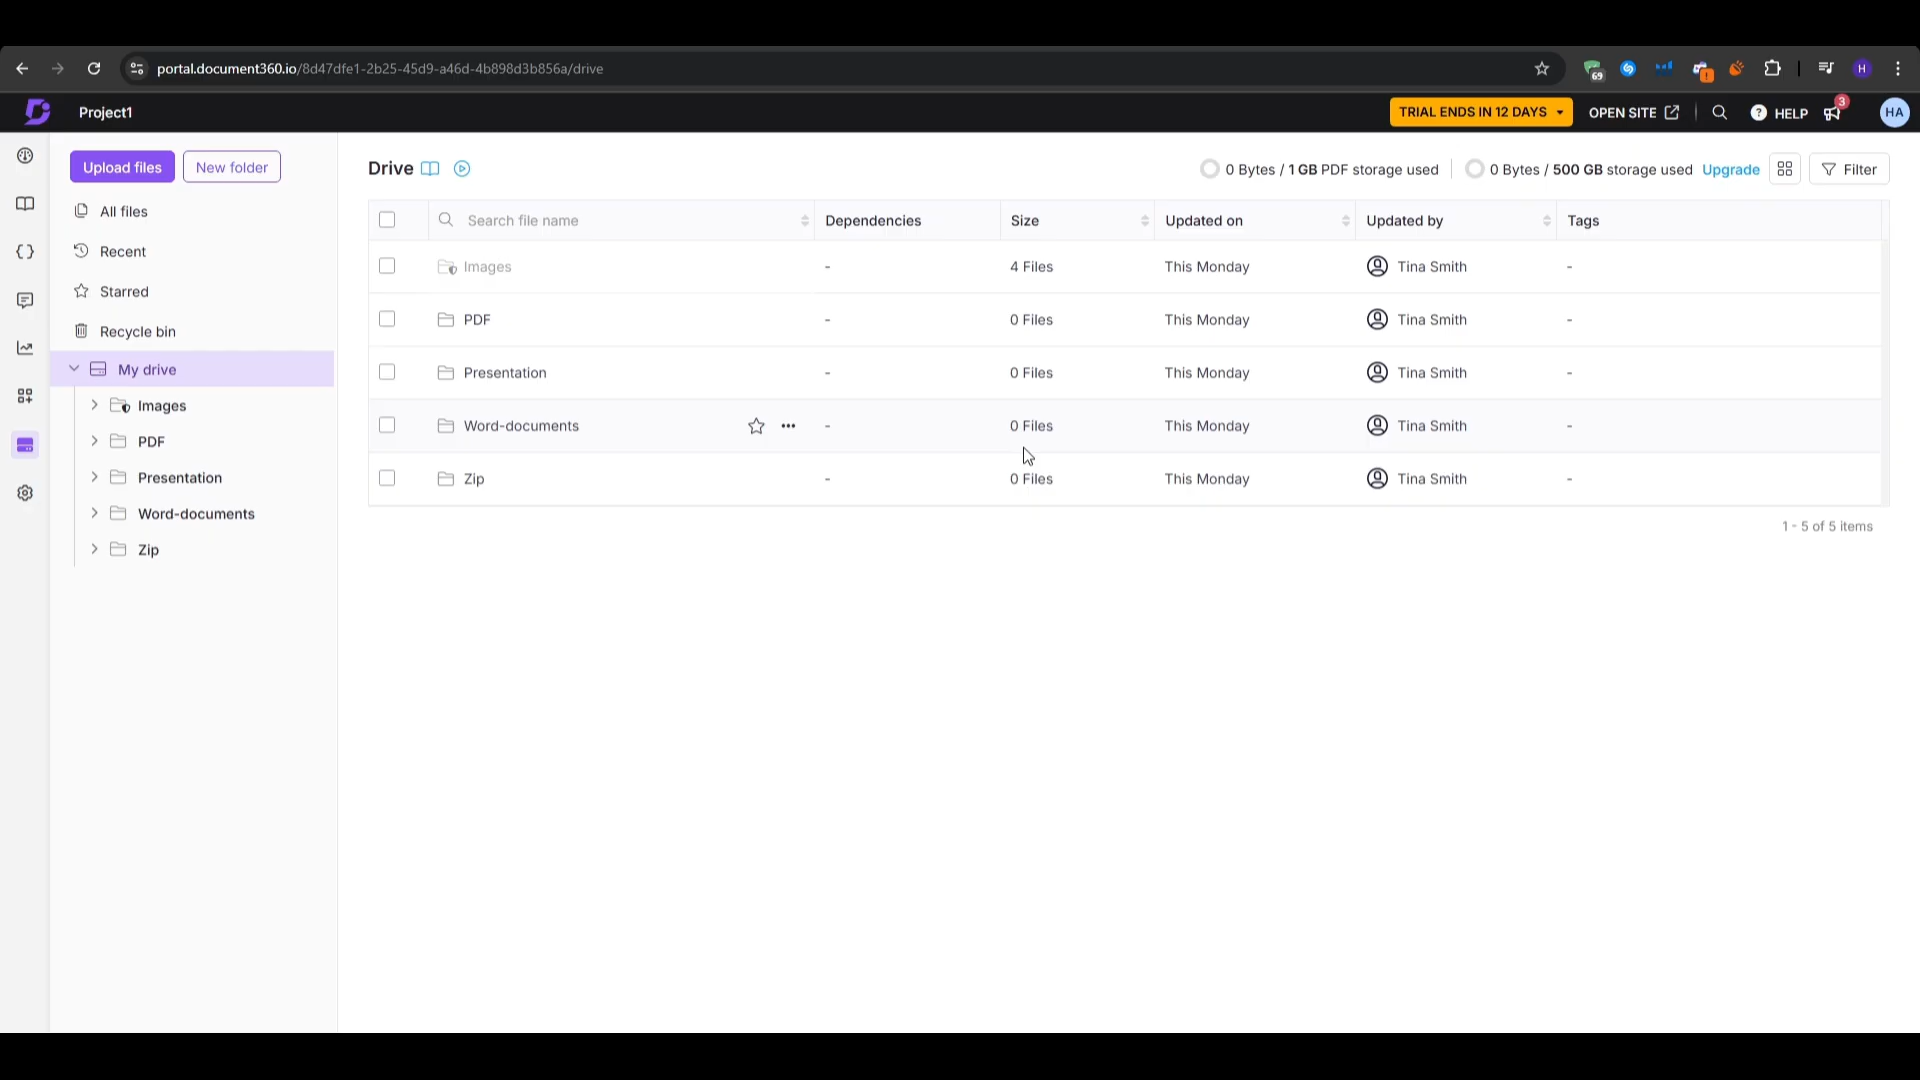 portal.document360.io/8d47dfe1-2b25-45d9-a46d-4b898d3b856a/drive
69
!
H
Project1
TRIAL ENDS IN 12 DAYS
OPEN SITE
? HELP
3
HA
Upload files
New folder
All files
Recent
Starred
Recycle bin
My drive
Images
PDF
Presentation
Word-documents
Zip
Drive
0 Bytes / 1 GB PDF storage used
0 Bytes / 500 GB storage used
Upgrade
Filter
Search file name Dependencies Size Updated on Updated by Tags
Images - 4 Files This Monday Tina Smith -
PDF - 0 Files This Monday Tina Smith -
Presentation - 0 Files This Monday Tina Smith -
Word-documents - 0 Files This Monday Tina Smith -
Zip - 0 Files This Monday Tina Smith -
1 - 5 of 5 items